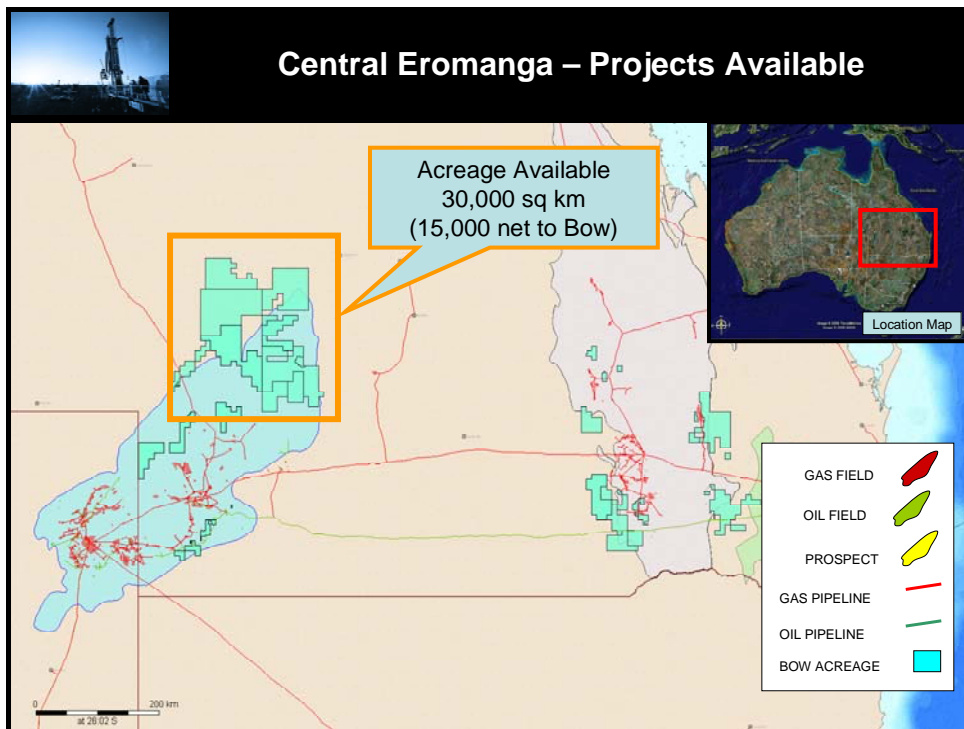 Central Eromanga – Projects Available
Acreage Available
30,000 sq km
(15,000 net to Bow)
Location Map
GAS FIELD
OIL FIELD
PROSPECT
GAS PIPELINE
OIL PIPELINE
BOW ACREAGE
0
200 km
at 26:02 S